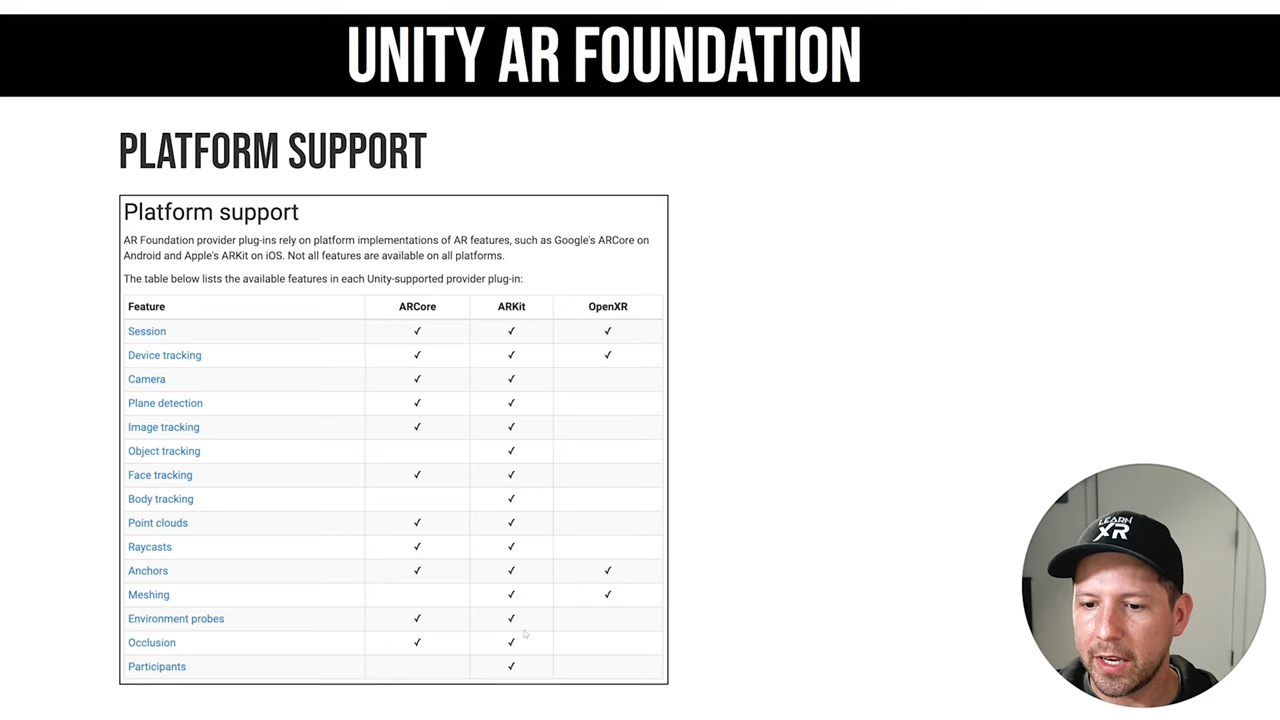 UNITY AR FOUNDATION
PLATFORM SUPPORT
Platform support
AR Foundation provider plug-ins rely on platform implementations of AR features, such as Google's ARCore on
Android and Apple's ARKit on iOS. Not all features are available on all platforms.
The table below lists the available features in each Unity-supported provider plug-in:
Feature ARCore ARKit OpenXR
Session ✓ ✓ ✓
Device tracking ✓ ✓ ✓
Camera ✓ ✓
Plane detection ✓ ✓
Image tracking ✓ ✓
Object tracking ✓
Face tracking ✓ ✓
Body tracking ✓
Point clouds ✓ ✓
Raycasts ✓ ✓
Anchors ✓ ✓ ✓
Meshing ✓ ✓
Environment probes ✓ ✓
Occlusion ✓ ✓
Participants ✓
LEARN
XR